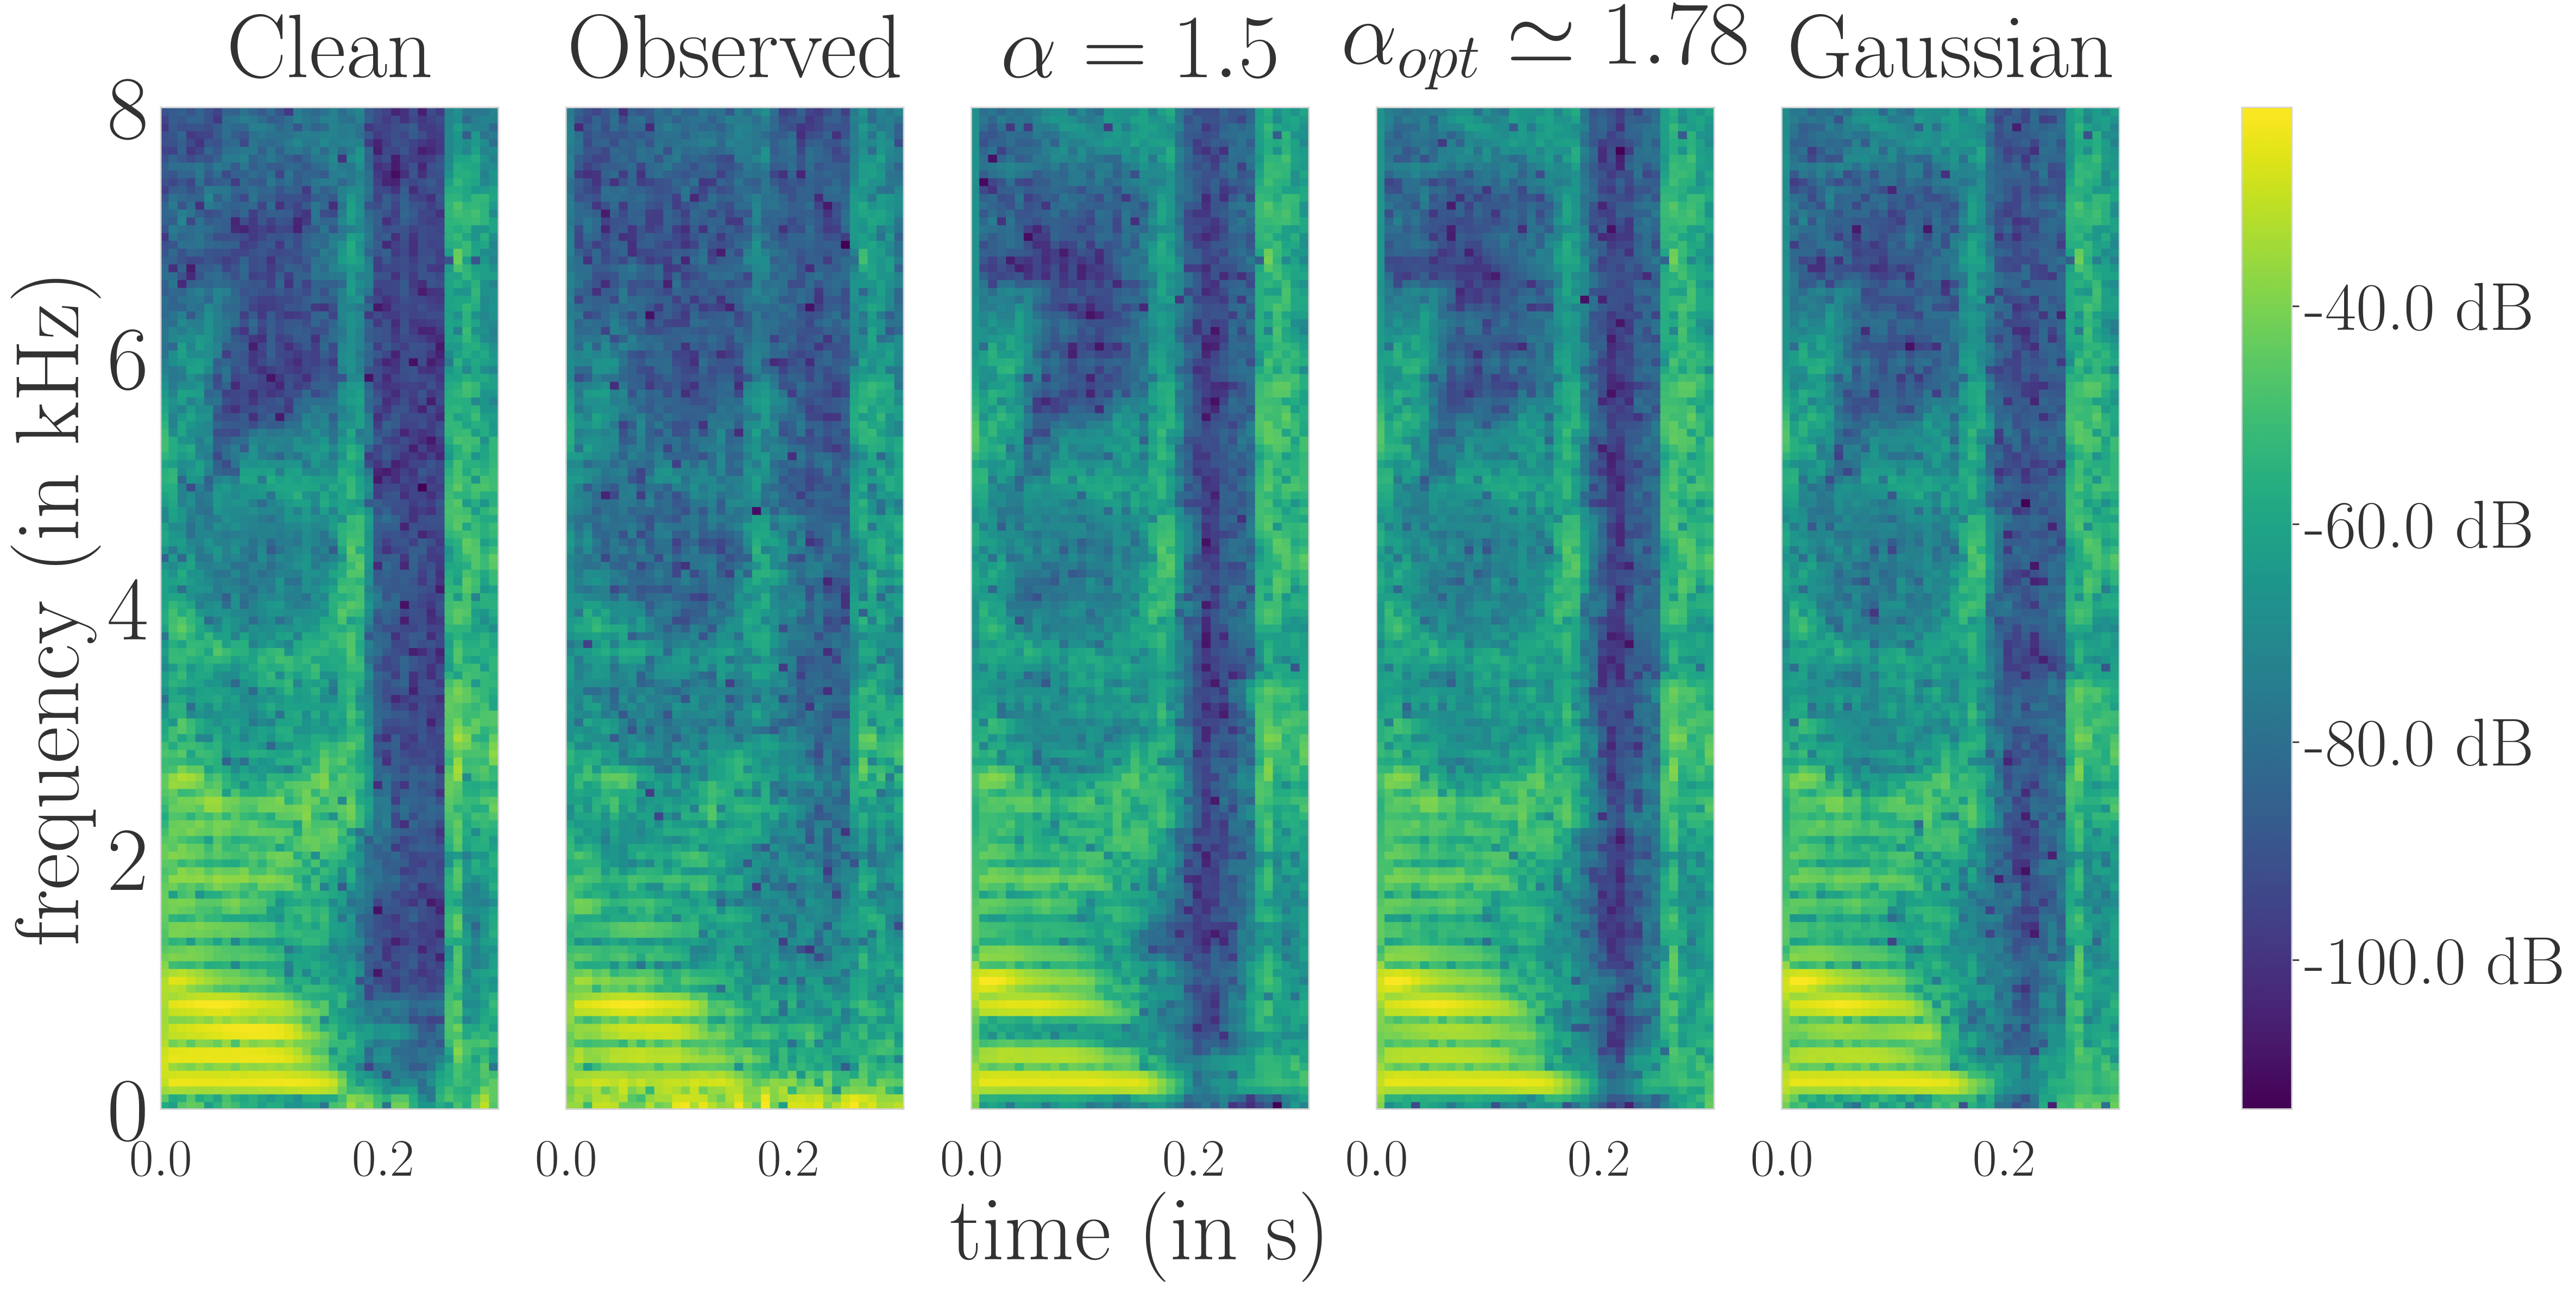 Clean
Observed
α = 1.5
α_opt ≃ 1.78
Gaussian
frequency (in kHz)
8
6
4
2
0
0.0 0.2
0.0 0.2
0.0 0.2
0.0 0.2
0.0 0.2
time (in s)
-40.0 dB
-60.0 dB
-80.0 dB
-100.0 dB